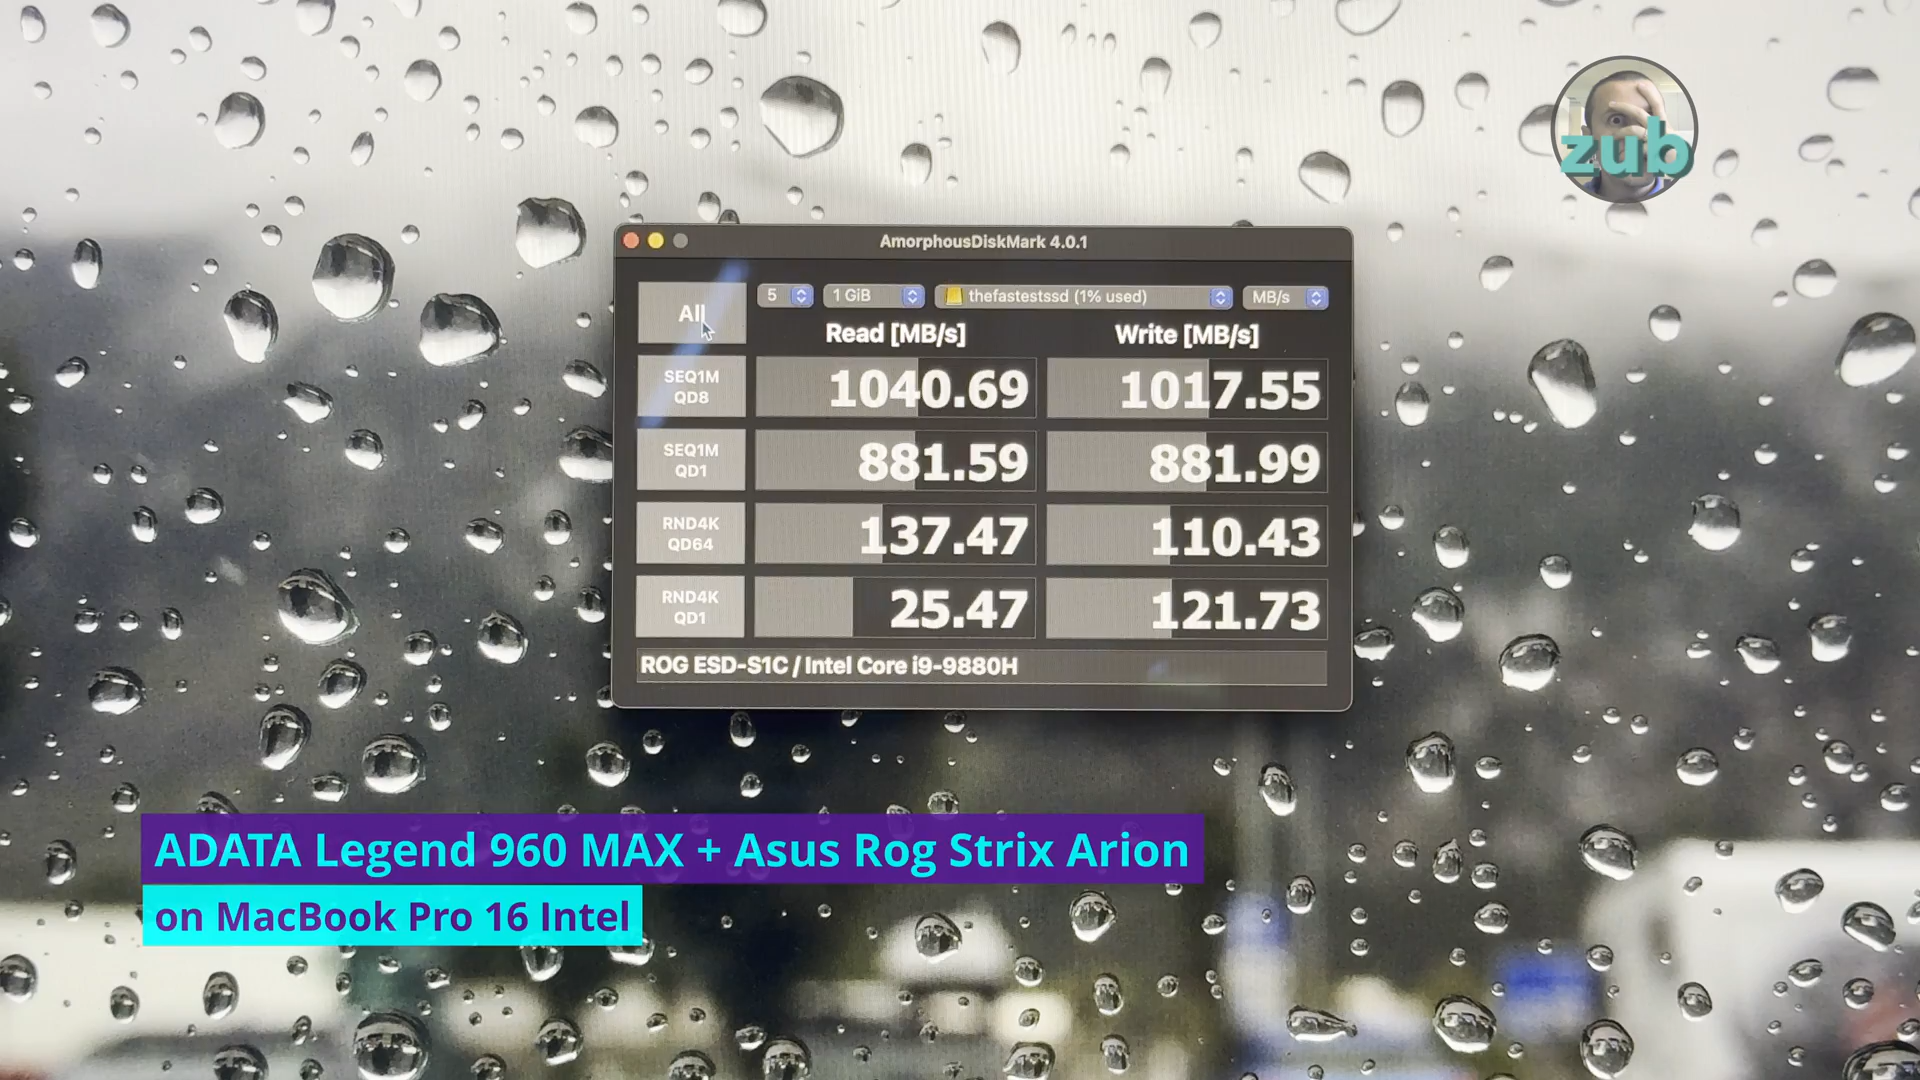 zub
AmorphousDiskMark 4.0.1
All
5
1 GiB
thefastestssd (1% used)
MB/s
Read [MB/s]
Write [MB/s]
SEQ1M
QD8
1040.69
1017.55
SEQ1M
QD1
881.59
881.99
RND4K
QD64
137.47
110.43
RND4K
QD1
25.47
121.73
ROG ESD-S1C / Intel Core i9-9880H
ADATA Legend 960 MAX + Asus Rog Strix Arion
on MacBook Pro 16 Intel